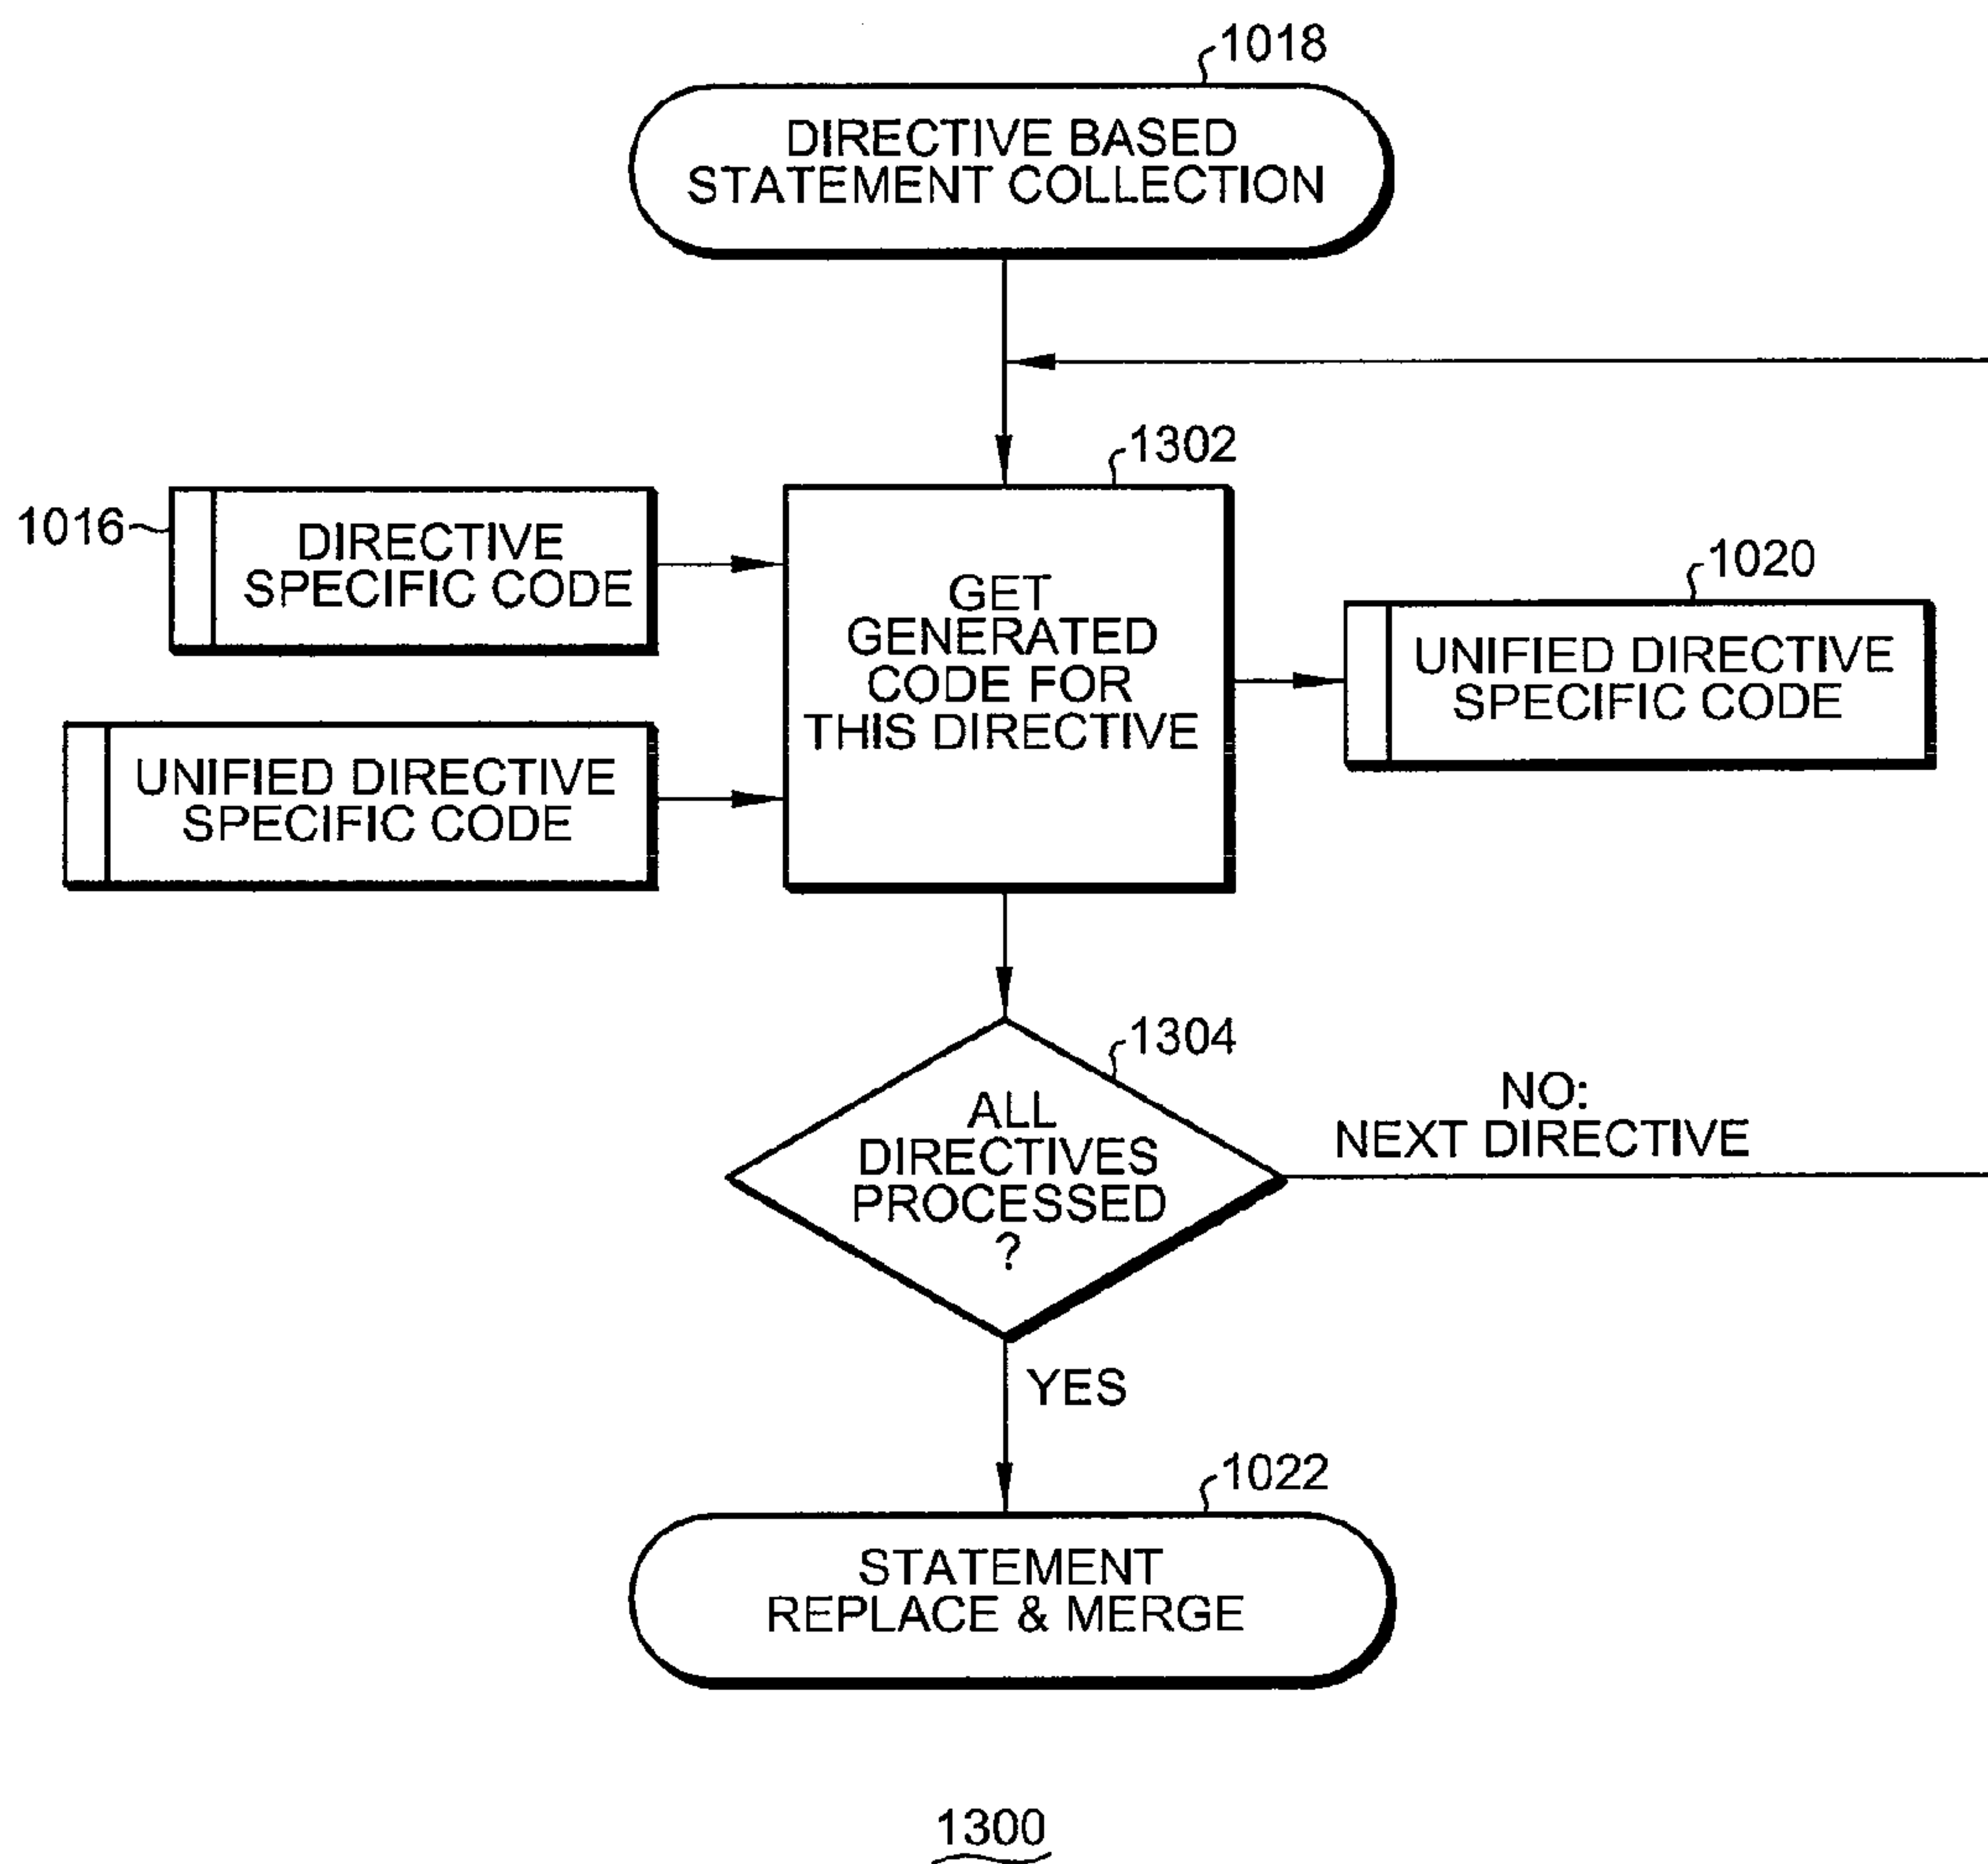 1018
DIRECTIVE BASED
STATEMENT COLLECTION
1302
1016
DIRECTIVE
SPECIFIC CODE
GET
GENERATED
CODE FOR
THIS DIRECTIVE
1020
UNIFIED DIRECTIVE
SPECIFIC CODE
UNIFIED DIRECTIVE
SPECIFIC CODE
1304
ALL
DIRECTIVES
PROCESSED
?
NO:
NEXT DIRECTIVE
YES
1022
STATEMENT
REPLACE & MERGE
1300